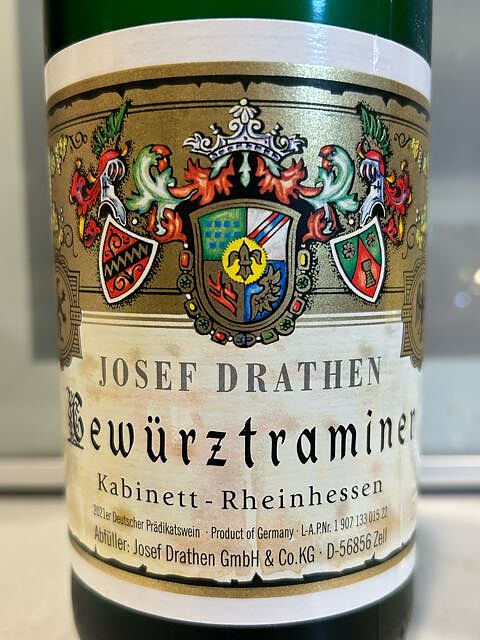 JOSEF DRATHEN
Gewürztraminer
Kabinett - Rheinhessen
2021er Deutscher Prädikatswein · Product of Germany · L-A.P.Nr. 1 907 133 015 22
Abfüller: Josef Drathen GmbH & Co.KG · D-56856 Zell